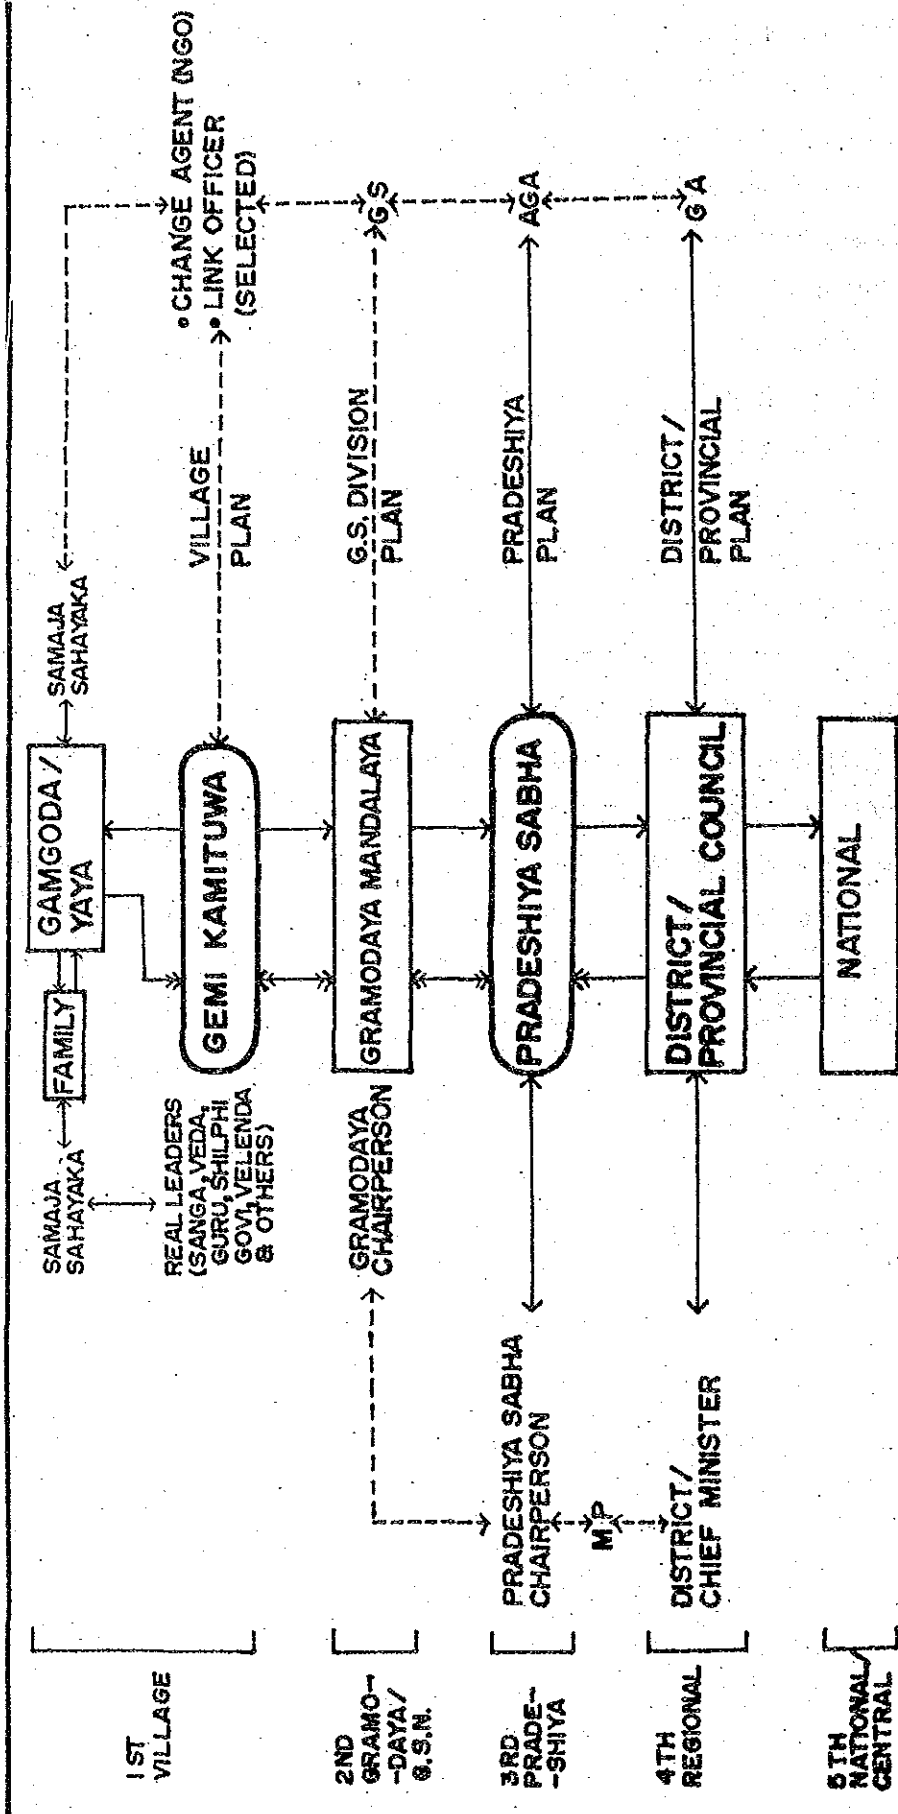 1ST
VILLAGE
SAMAJA
SAHAYAKA
FAMILY
GAMGODA/
YAYA
SAMAJA
SAHAYAKA
REAL LEADERS
(SANGA, VEDA,
GURU, SHILPHI
GOVI, VELENDA
& OTHERS)
GEMI KAMITUWA
VILLAGE
PLAN
• CHANGE AGENT (NGO)
• LINK OFFICER
(SELECTED)
2ND
GRAMO-
-DAYA/
G.S.N.
GRAMODAYA
CHAIRPERSON
GRAMODAYA MANDALAYA
G.S. DIVISION
PLAN
G S
3RD
PRADE-
-SHIYA
PRADESHIYA SABHA
CHAIRPERSON
PRADESHIYA SABHA
PRADESHIYA
PLAN
AGA
M P
4TH
REGIONAL
DISTRICT/
CHIEF MINISTER
DISTRICT/
PROVINCIAL COUNCIL
DISTRICT/
PROVINCIAL
PLAN
G A
5TH
NATIONAL/
CENTRAL
NATIONAL